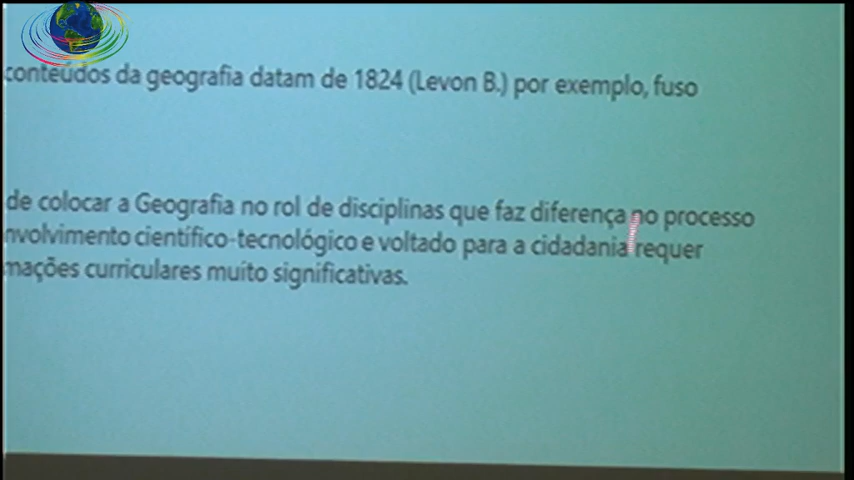 conteúdos da geografia datam de 1824 (Levon B.) por exemplo, fuso
de colocar a Geografia no rol de disciplinas que faz diferença no processo
nvolvimento científico-tecnológico e voltado para a cidadania requer
mações curriculares muito significativas.